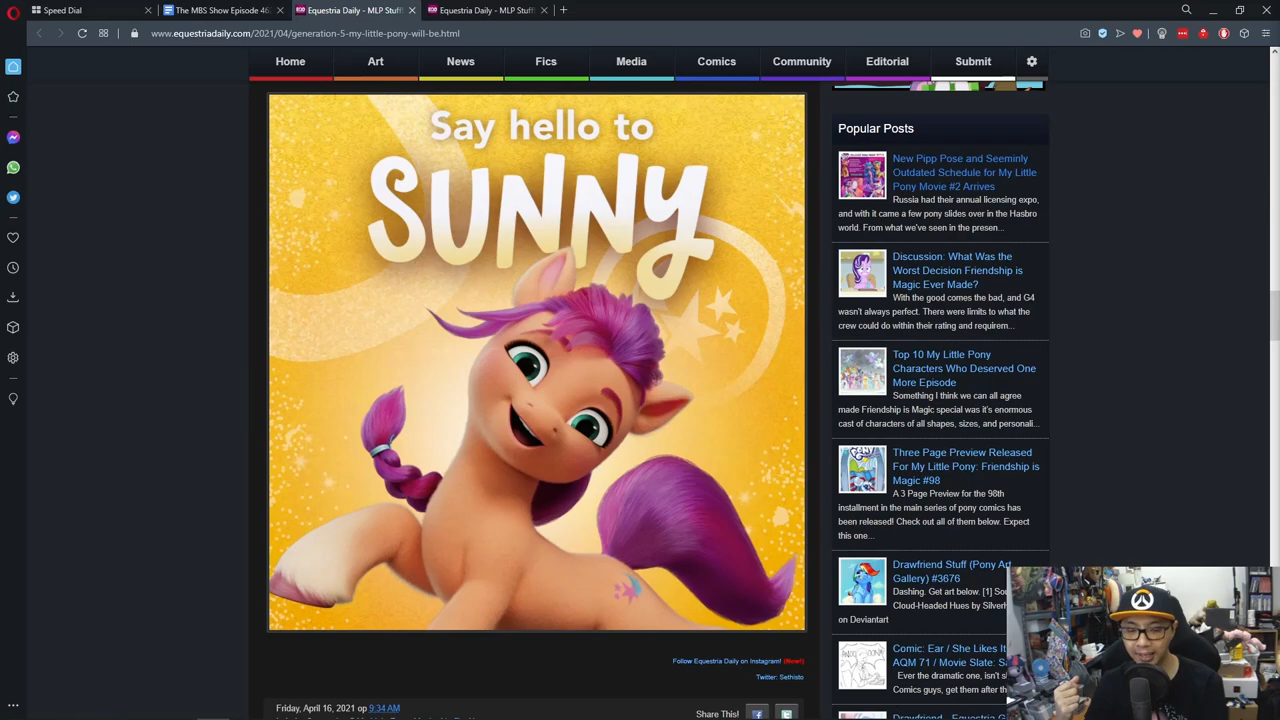 Speed Dial
The MBS Show Episode 46
Equestria Daily - MLP Stuff!
Equestria Daily - MLP Stuff!
www.equestriadaily.com/2021/04/generation-5-my-little-pony-will-be.html
Home
Art
News
Fics
Media
Comics
Community
Editorial
Submit
Say hello to
SUNNY
Follow Equestria Daily on Instagram! (New!)
Twitter: Sethisto
Friday, April 16, 2021 @ 9:34 AM
Share This!
Popular Posts
New Pipp Pose and Seeminly
Outdated Schedule for My Little
Pony Movie #2 Arrives
Russia had their annual licensing expo,
and with it came a few pony slides over in the Hasbro
world. From what we've seen in the presen...
Discussion: What Was the
Worst Decision Friendship is
Magic Ever Made?
With the good comes the bad, and G4
wasn't always perfect. There were limits to what the
crew could do within their rating and requirem...
Top 10 My Little Pony
Characters Who Deserved One
More Episode
Something I think we can all agree
made Friendship is Magic special was it's enormous
cast of characters of all shapes, sizes, and personali...
Three Page Preview Released
For My Little Pony: Friendship is
Magic #98
A 3 Page Preview for the 98th
installment in the main series of pony comics has
been released! Check out all of them below. Expect
this one...
Drawfriend Stuff (Pony Art
Gallery) #3676
Dashing. Get art below. [1]
Cloud-Headed Hues by
on Deviantart
Comic: Ear / She Likes It
AQM 71 / Movie Slate:
Ever the dramatic one, isn't
Comics guys, get them after
Drawfriend